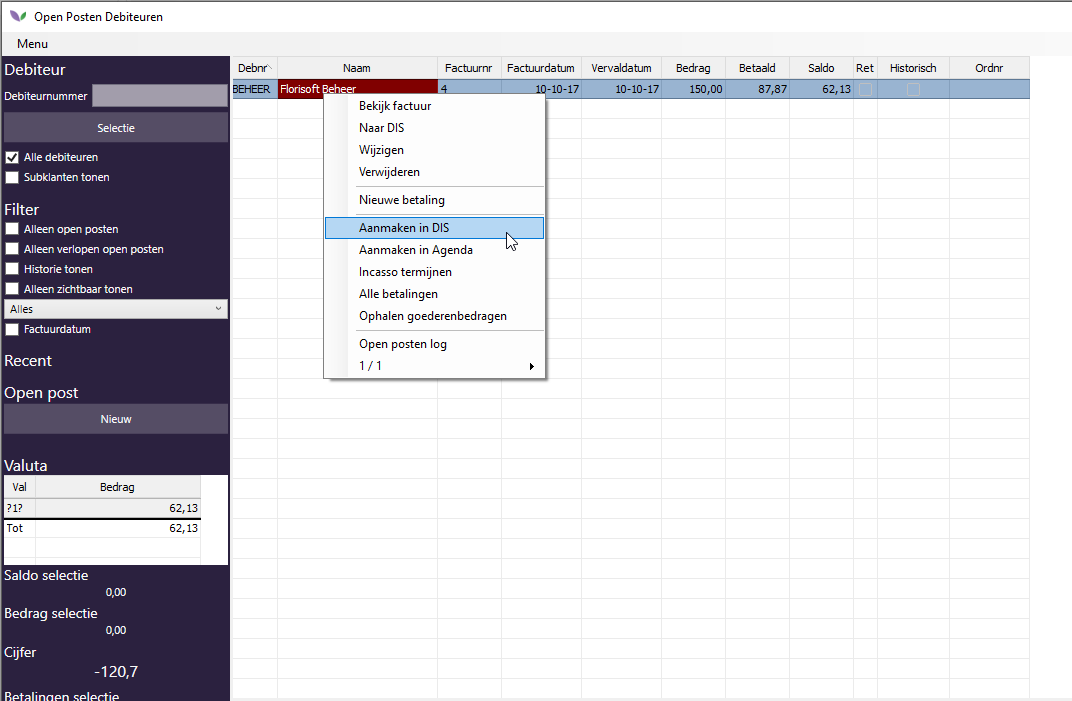 Open Posten Debiteuren
Menu
Debiteur
Debiteurnummer
Selectie
Alle debiteuren
Subklanten tonen
Filter
Alleen open posten
Alleen verlopen open posten
Historie tonen
Alleen zichtbaar tonen
Alles
Factuurdatum
Recent
Open post
Nieuw
Valuta
Val Bedrag
?1? 62,13
Tot 62,13
Saldo selectie
0,00
Bedrag selectie
0,00
Cijfer
-120,7
Betalingen selectie
Debnr Naam Factuurnr Factuurdatum Vervaldatum Bedrag Betaald Saldo Ret Historisch Ordnr
BEHEER Florisoft Beheer 4 10-10-17 10-10-17 150,00 87,87 62,13
Bekijk factuur
Naar DIS
Wijzigen
Verwijderen
Nieuwe betaling
Aanmaken in DIS
Aanmaken in Agenda
Incasso termijnen
Alle betalingen
Ophalen goederenbedragen
Open posten log
1 / 1